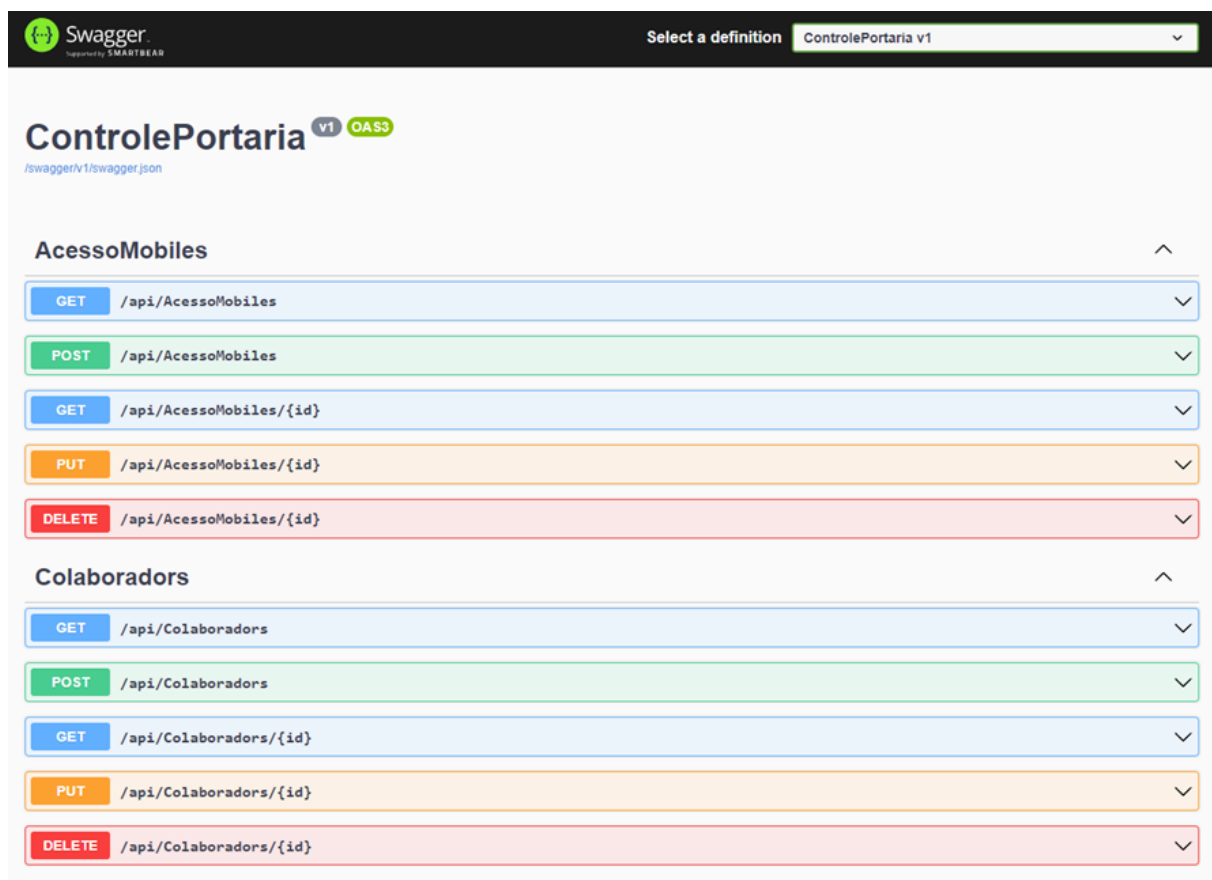 {...} Swagger.
Supported by SMARTBEAR
Select a definition ControlePortaria v1
ControlePortaria v1 OAS3
/swagger/v1/swagger.json
AcessoMobiles
GET /api/AcessoMobiles
POST /api/AcessoMobiles
GET /api/AcessoMobiles/{id}
PUT /api/AcessoMobiles/{id}
DELETE /api/AcessoMobiles/{id}
Colaboradors
GET /api/Colaboradors
POST /api/Colaboradors
GET /api/Colaboradors/{id}
PUT /api/Colaboradors/{id}
DELETE /api/Colaboradors/{id}